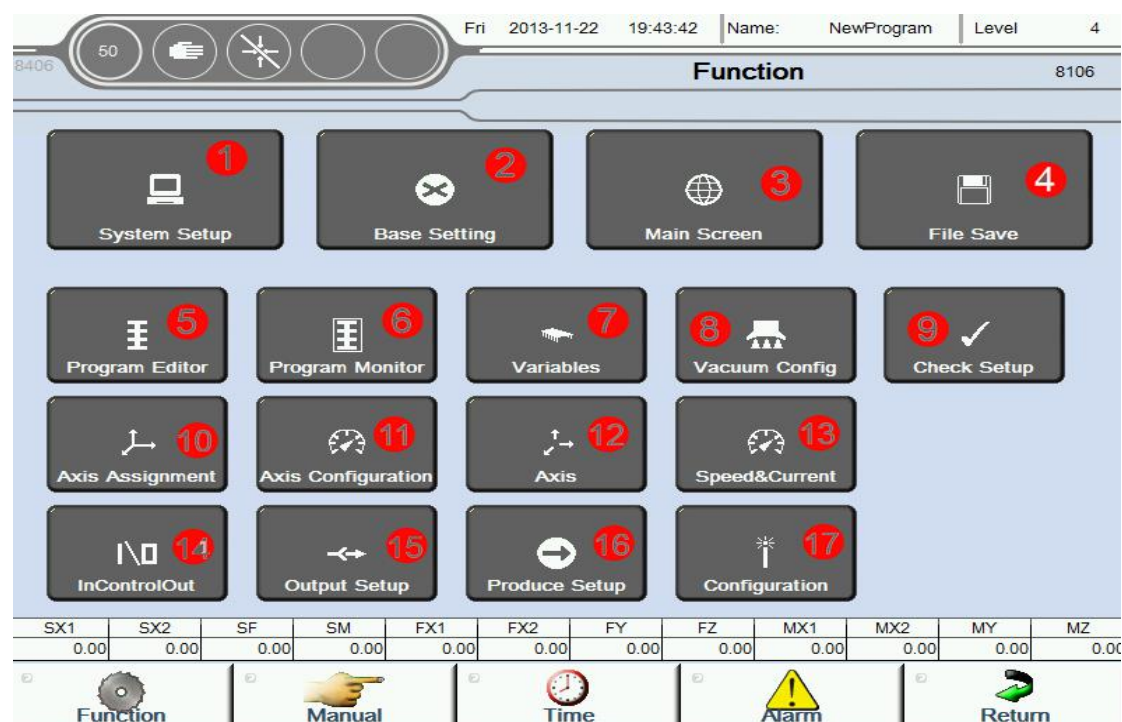 Fri 2013-11-22 19:43:42 Name: NewProgram Level 4
50
8406 Function 8106
1 2 3 4
System Setup Base Setting Main Screen File Save
5 6 7 8 9
Program Editor Program Monitor Variables Vacuum Config Check Setup
10 11 12 13
Axis Assignment Axis Configuration Axis Speed&Current
14 15 16 17
InControlOut Output Setup Produce Setup Configuration
SX1 SX2 SF SM FX1 FX2 FY FZ MX1 MX2 MY MZ
0.00 0.00 0.00 0.00 0.00 0.00 0.00 0.00 0.00 0.00 0.00 0.00
Function Manual Time Alarm Return